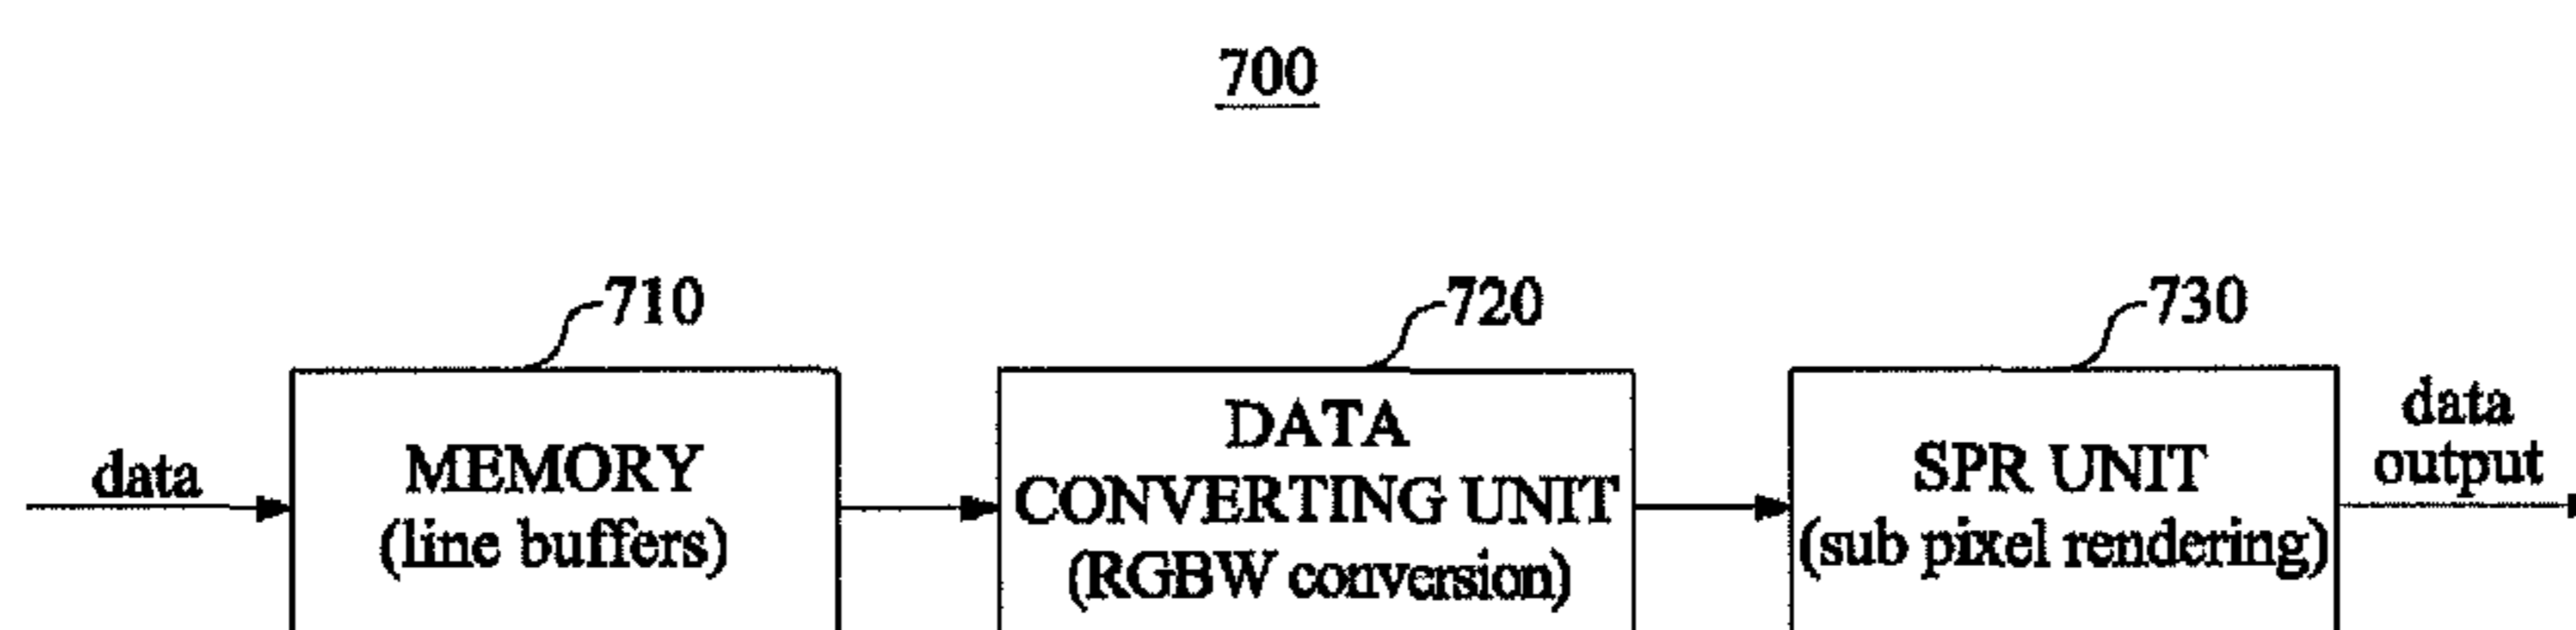 700
710
720
730
data
MEMORY
(line buffers)
DATA
CONVERTING UNIT
(RGBW conversion)
SPR UNIT
(sub pixel rendering)
data
output